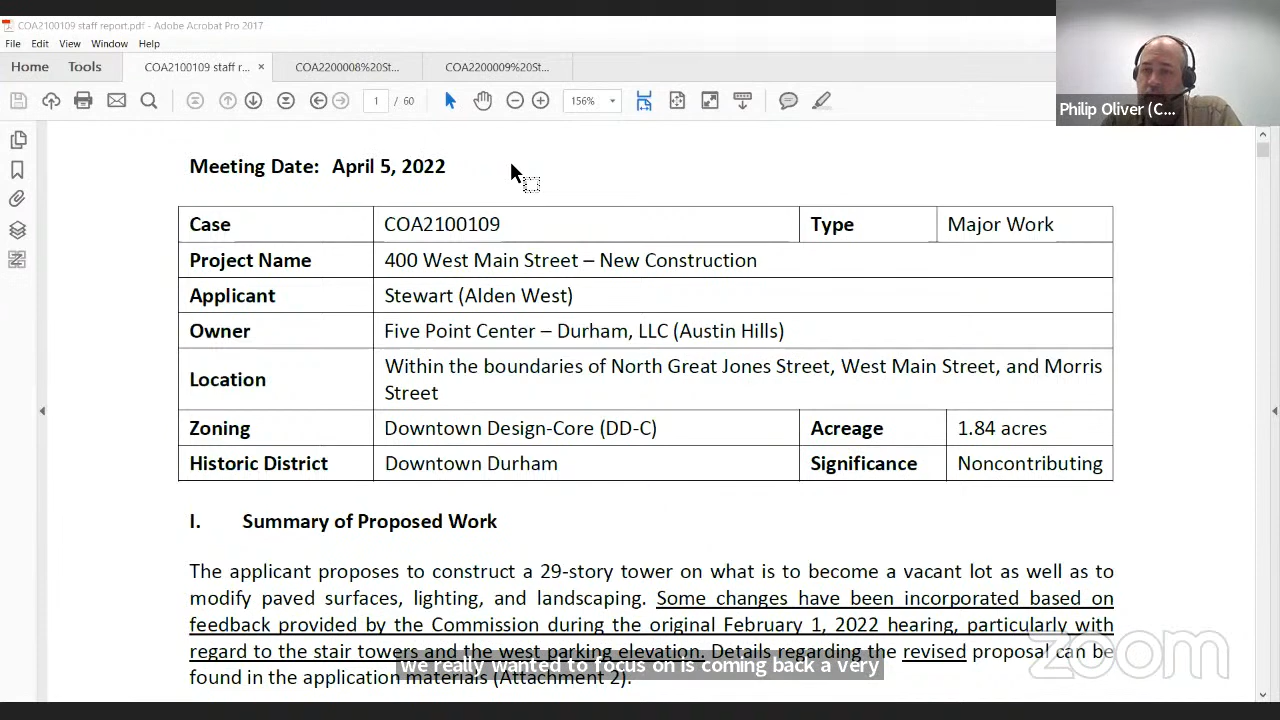 COA2100109 staff report.pdf - Adobe Acrobat Pro 2017
File Edit View Window Help
Home Tools COA2100109 staff r... × COA2200008%20St... COA2200009%20St...
1 / 60 156%
Philip Oliver (C...
Meeting Date: April 5, 2022
Case COA2100109 Type Major Work
Project Name 400 West Main Street – New Construction
Applicant Stewart (Alden West)
Owner Five Point Center – Durham, LLC (Austin Hills)
Location Within the boundaries of North Great Jones Street, West Main Street, and Morris
Street
Zoning Downtown Design-Core (DD-C) Acreage 1.84 acres
Historic District Downtown Durham Significance Noncontributing
I. Summary of Proposed Work
The applicant proposes to construct a 29-story tower on what is to become a vacant lot as well as to
modify paved surfaces, lighting, and landscaping. Some changes have been incorporated based on
feedback provided by the Commission during the original February 1, 2022 hearing, particularly with
regard to the stair towers and the west parking elevation. Details regarding the revised proposal can be
we really wanted to focus on is coming back a very
found in the application materials (Attachment 2).
zoom